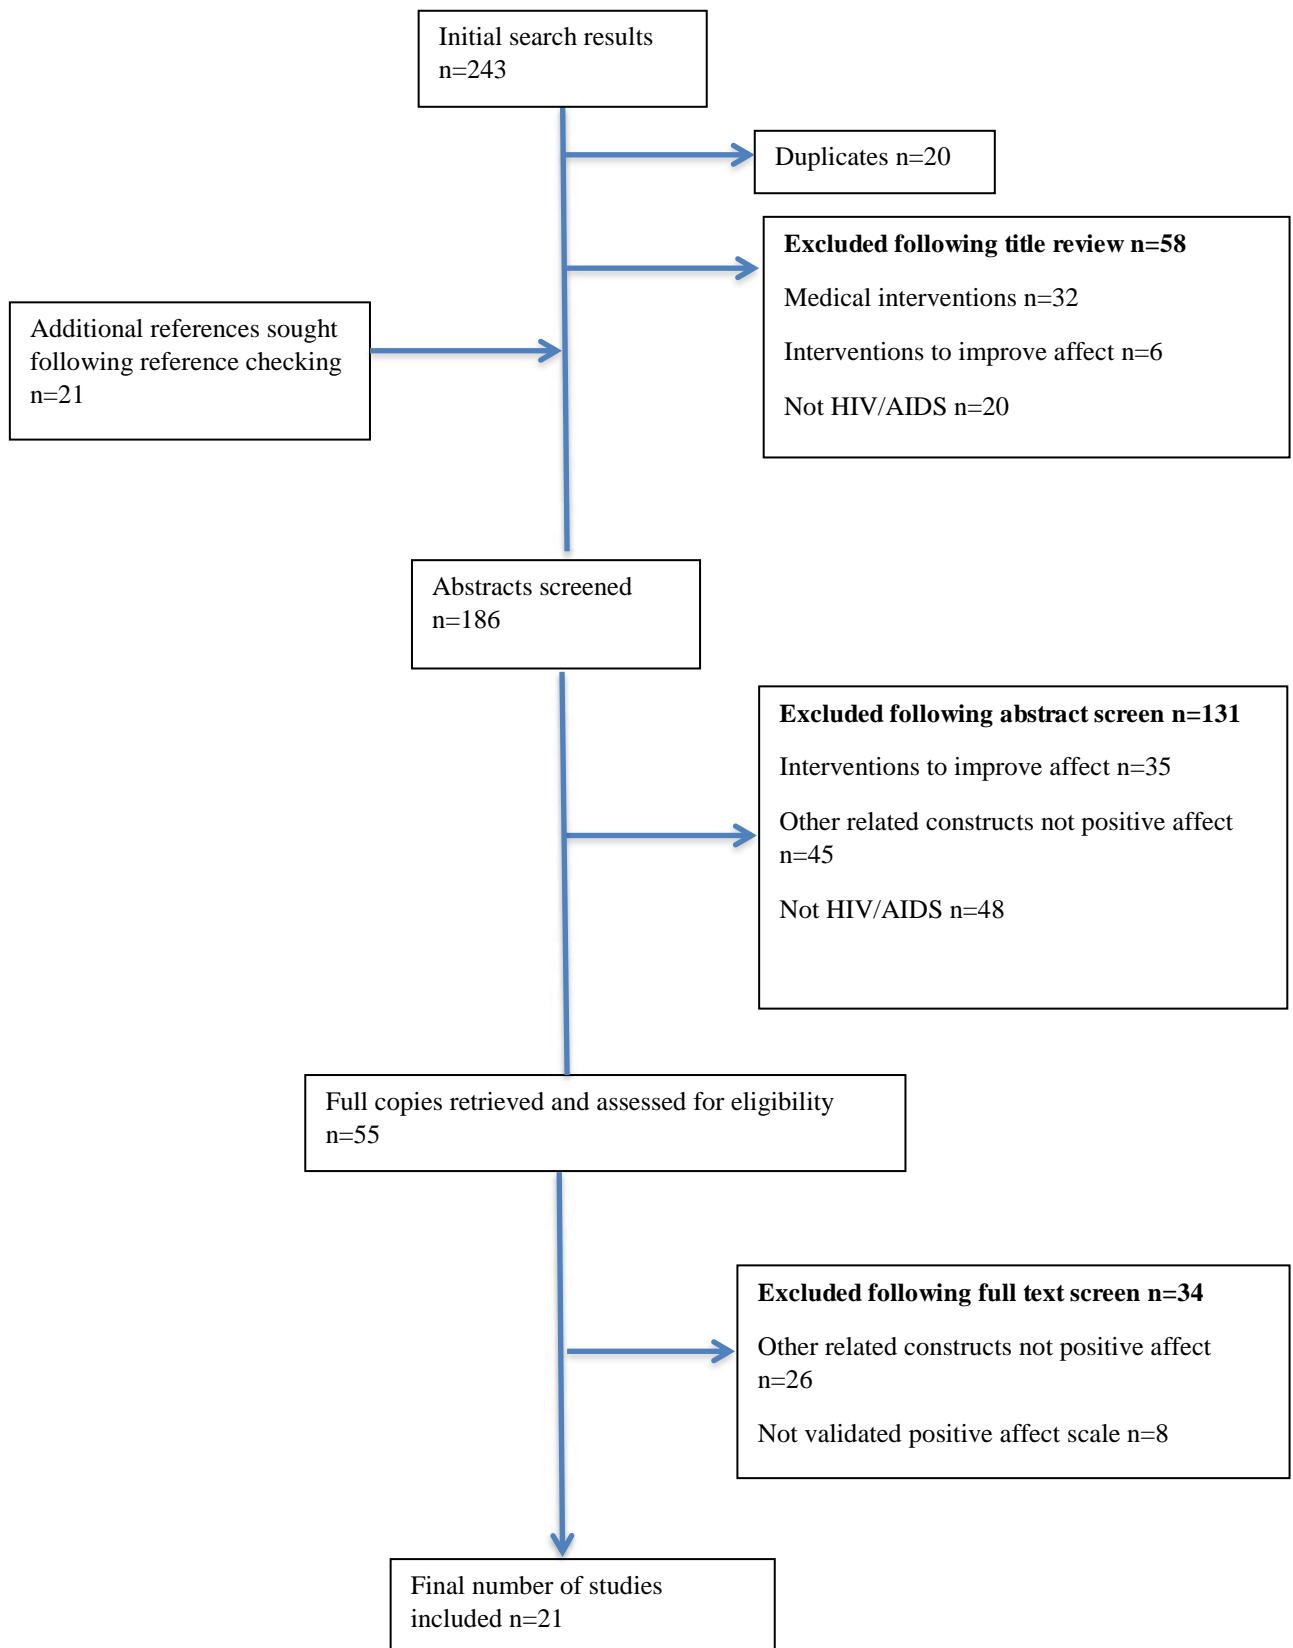 Initial search results
n=243
Duplicates n=20
Excluded following title review n=58
Medical interventions n=32
Interventions to improve affect n=6
Not HIV/AIDS n=20
Additional references sought
following reference checking
n=21
Abstracts screened
n=186
Excluded following abstract screen n=131
Interventions to improve affect n=35
Other related constructs not positive affect
n=45
Not HIV/AIDS n=48
Full copies retrieved and assessed for eligibility
n=55
Excluded following full text screen n=34
Other related constructs not positive affect
n=26
Not validated positive affect scale n=8
Final number of studies
included n=21